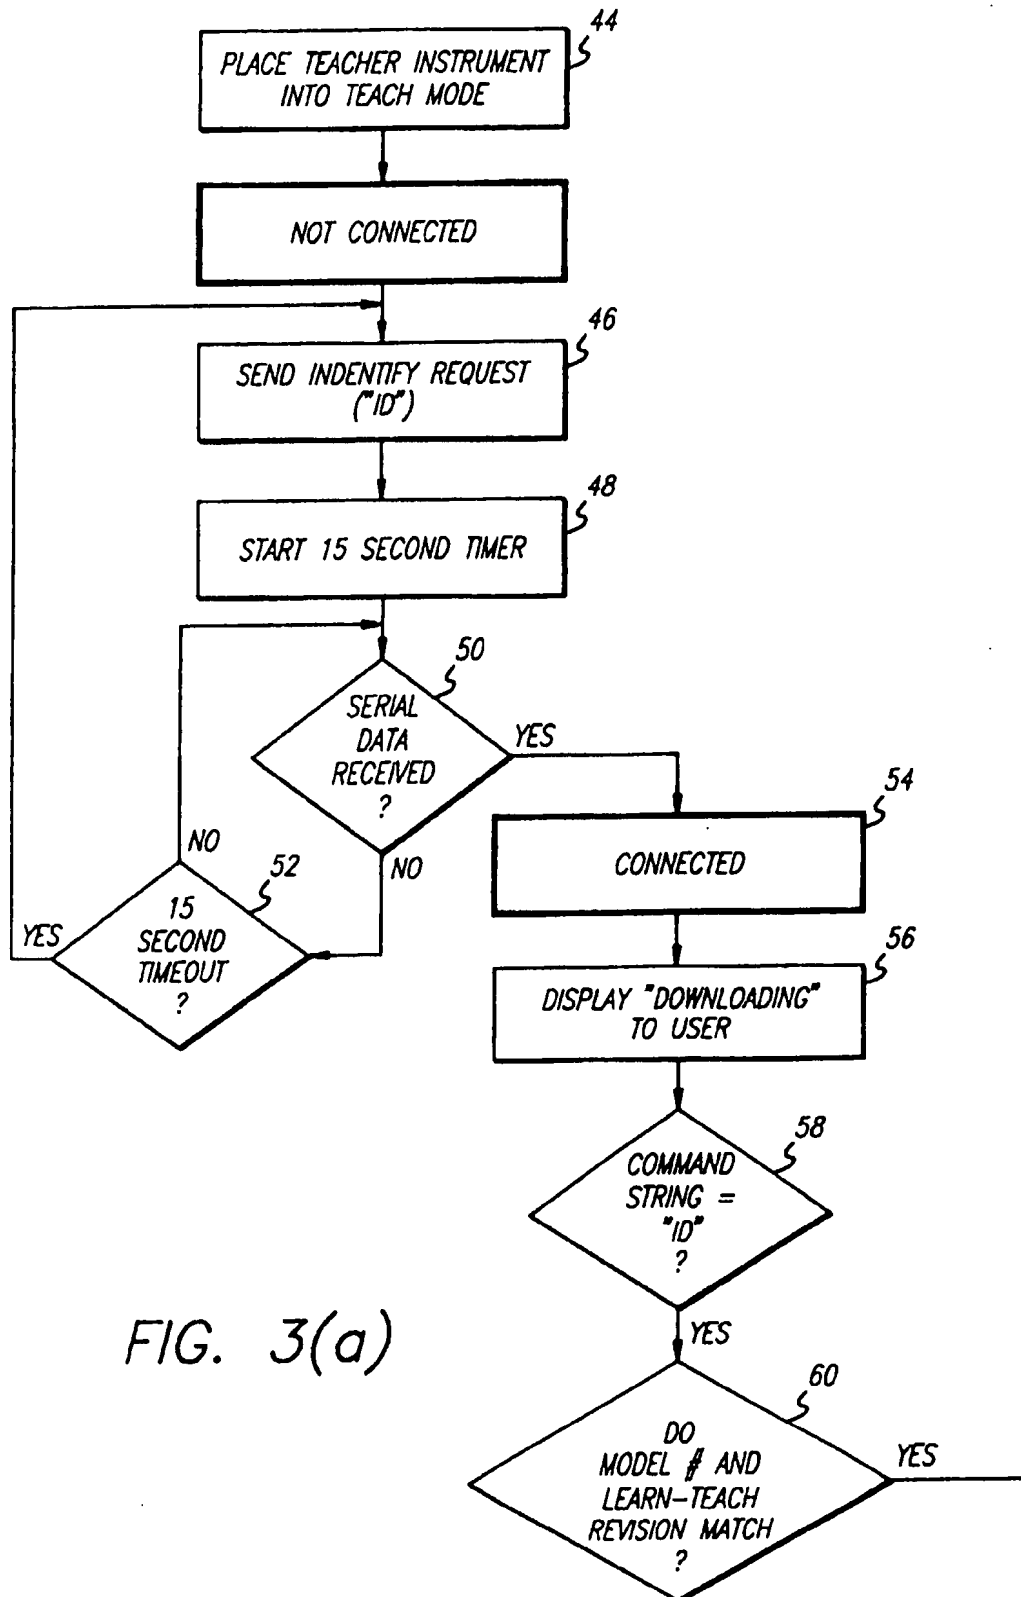 44
PLACE TEACHER INSTRUMENT
INTO TEACH MODE
NOT CONNECTED
46
SEND INDENTIFY REQUEST
("ID")
48
START 15 SECOND TIMER
50
SERIAL
DATA
RECEIVED
?
YES
NO
52
15
SECOND
TIMEOUT
?
NO
YES
54
CONNECTED
56
DISPLAY "DOWNLOADING"
TO USER
58
COMMAND
STRING =
"ID"
?
YES
60
DO
MODEL # AND
LEARN-TEACH
REVISION MATCH
?
YES
FIG. 3(a)